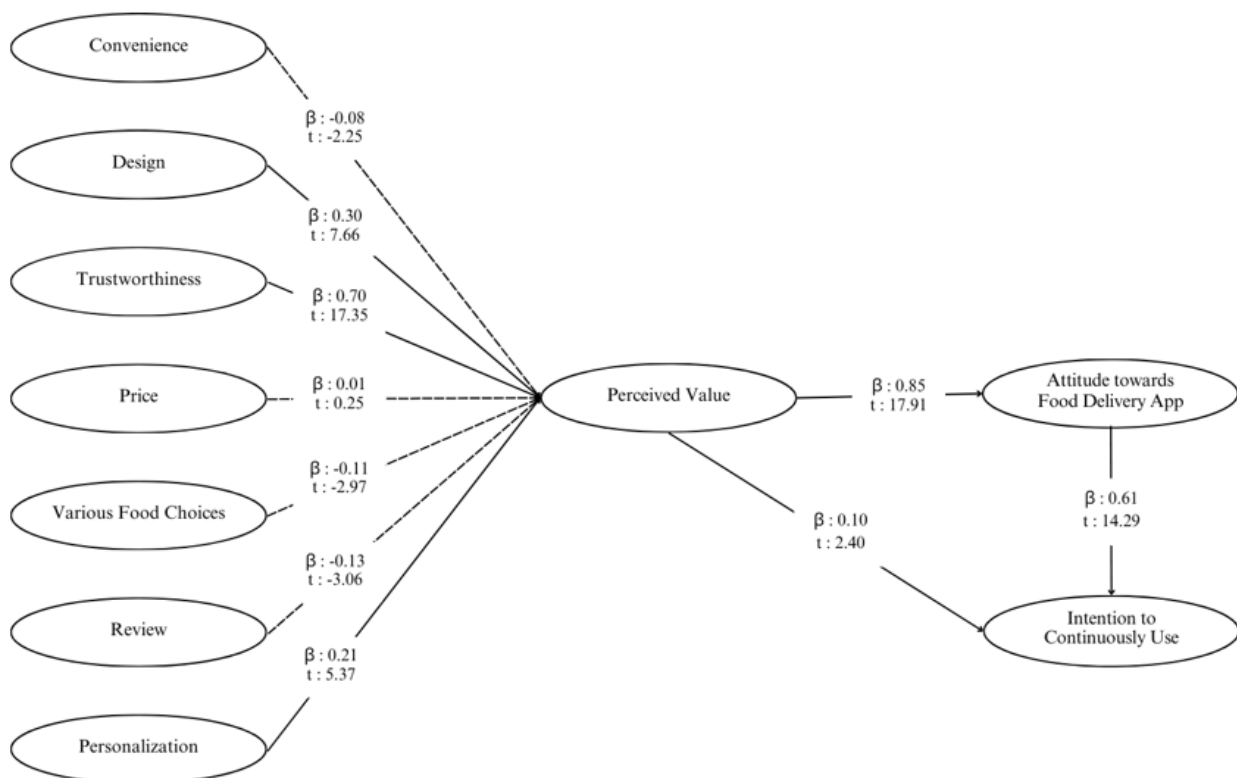 Convenience
β : -0.08
t : -2.25
Design
β : 0.30
t : 7.66
Trustworthiness
β : 0.70
t : 17.35
Price
β : 0.01
t : 0.25
Various Food Choices
β : -0.11
t : -2.97
Review
β : -0.13
t : -3.06
Personalization
β : 0.21
t : 5.37
Perceived Value
β : 0.85
t : 17.91
Attitude towards
Food Delivery App
β : 0.10
t : 2.40
β : 0.61
t : 14.29
Intention to
Continuously Use